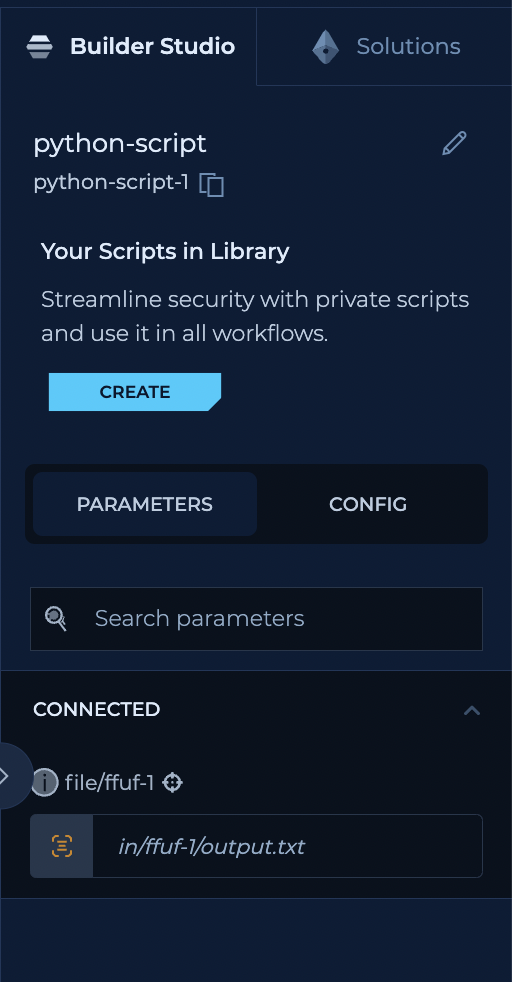 Builder Studio
Solutions
python-script
python-script-1
Your Scripts in Library
Streamline security with private scripts
and use it in all workflows.
CREATE
PARAMETERS
CONFIG
Search parameters
CONNECTED
i file/ffuf-1
in/ffuf-1/output.txt